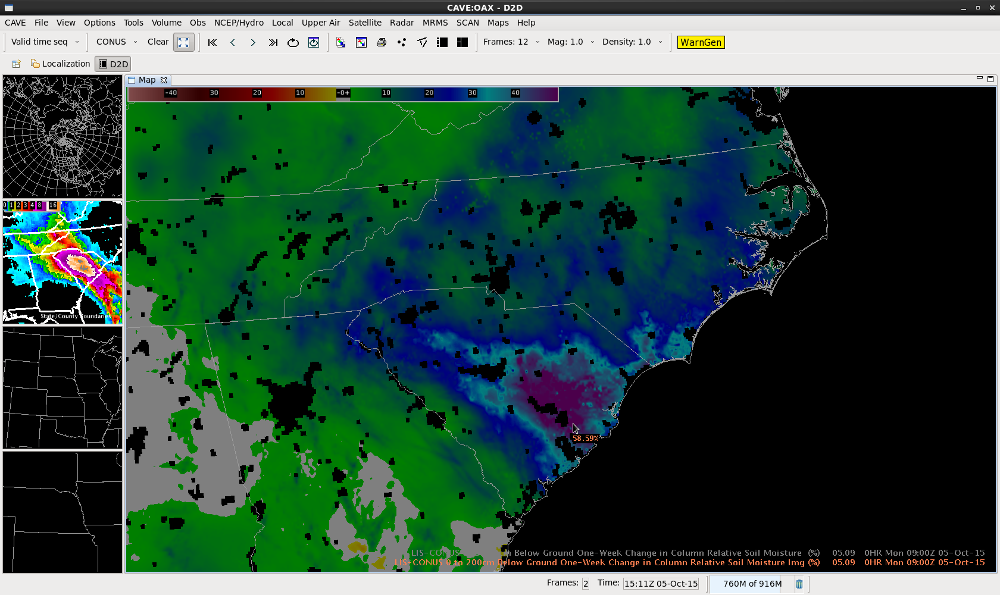 CAVE:OAX - D2D
CAVE File View Options Tools Volume Obs NCEP/Hydro Local Upper Air Satellite Radar MRMS SCAN Maps Help
Valid time seq CONUS Clear Frames: 12 Mag: 1.0 Density: 1.0 WarnGen
Localization D2D
Map
-40 30 20 10 -0+ 10 20 30 40
0 1 2 3 4 8 16
State/County Boundarie
58.59%
LIS-CONUS Below Ground One-Week Change in Column Relative Soil Moisture (%) 05.09 0HR Mon 09:00Z 05-Oct-15
LIS-CONUS 0 to 200cm Below Ground One-Week Change in Column Relative Soil Moisture Img (%) 05.09 0HR Mon 09:00Z 05-Oct-15
Frames: 2 Time: 15:11Z 05-Oct-15 760M of 916M